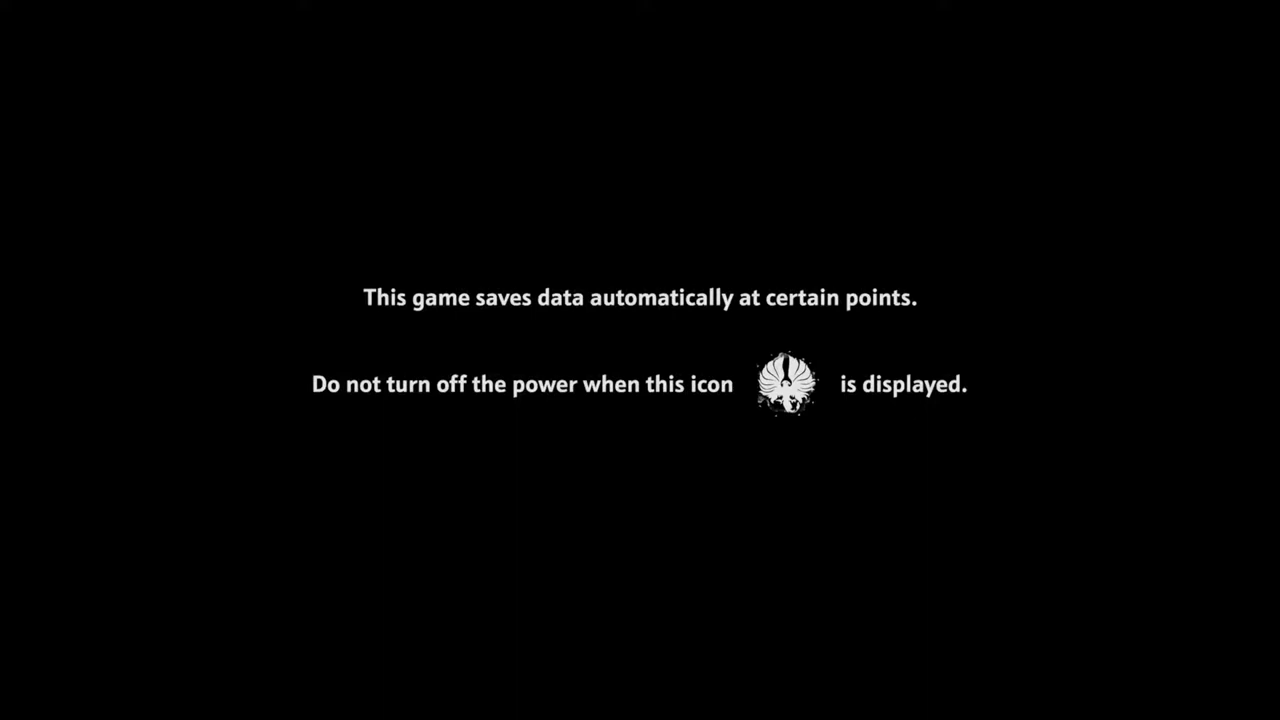 This game saves data automatically at certain points.
Do not turn off the power when this icon is displayed.